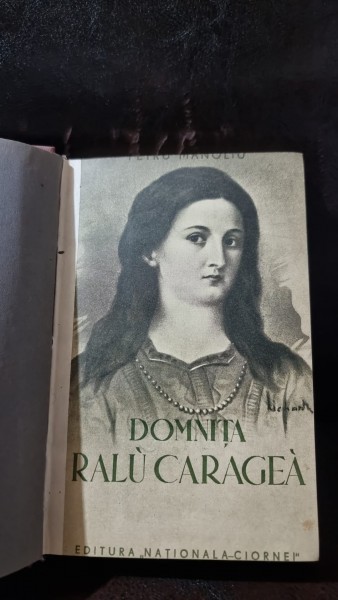 PETRU MANOLIU
DOMNIȚA
RALÙ CARAGEÀ
EDITURA „NAȚIONALA-CIORNEI"